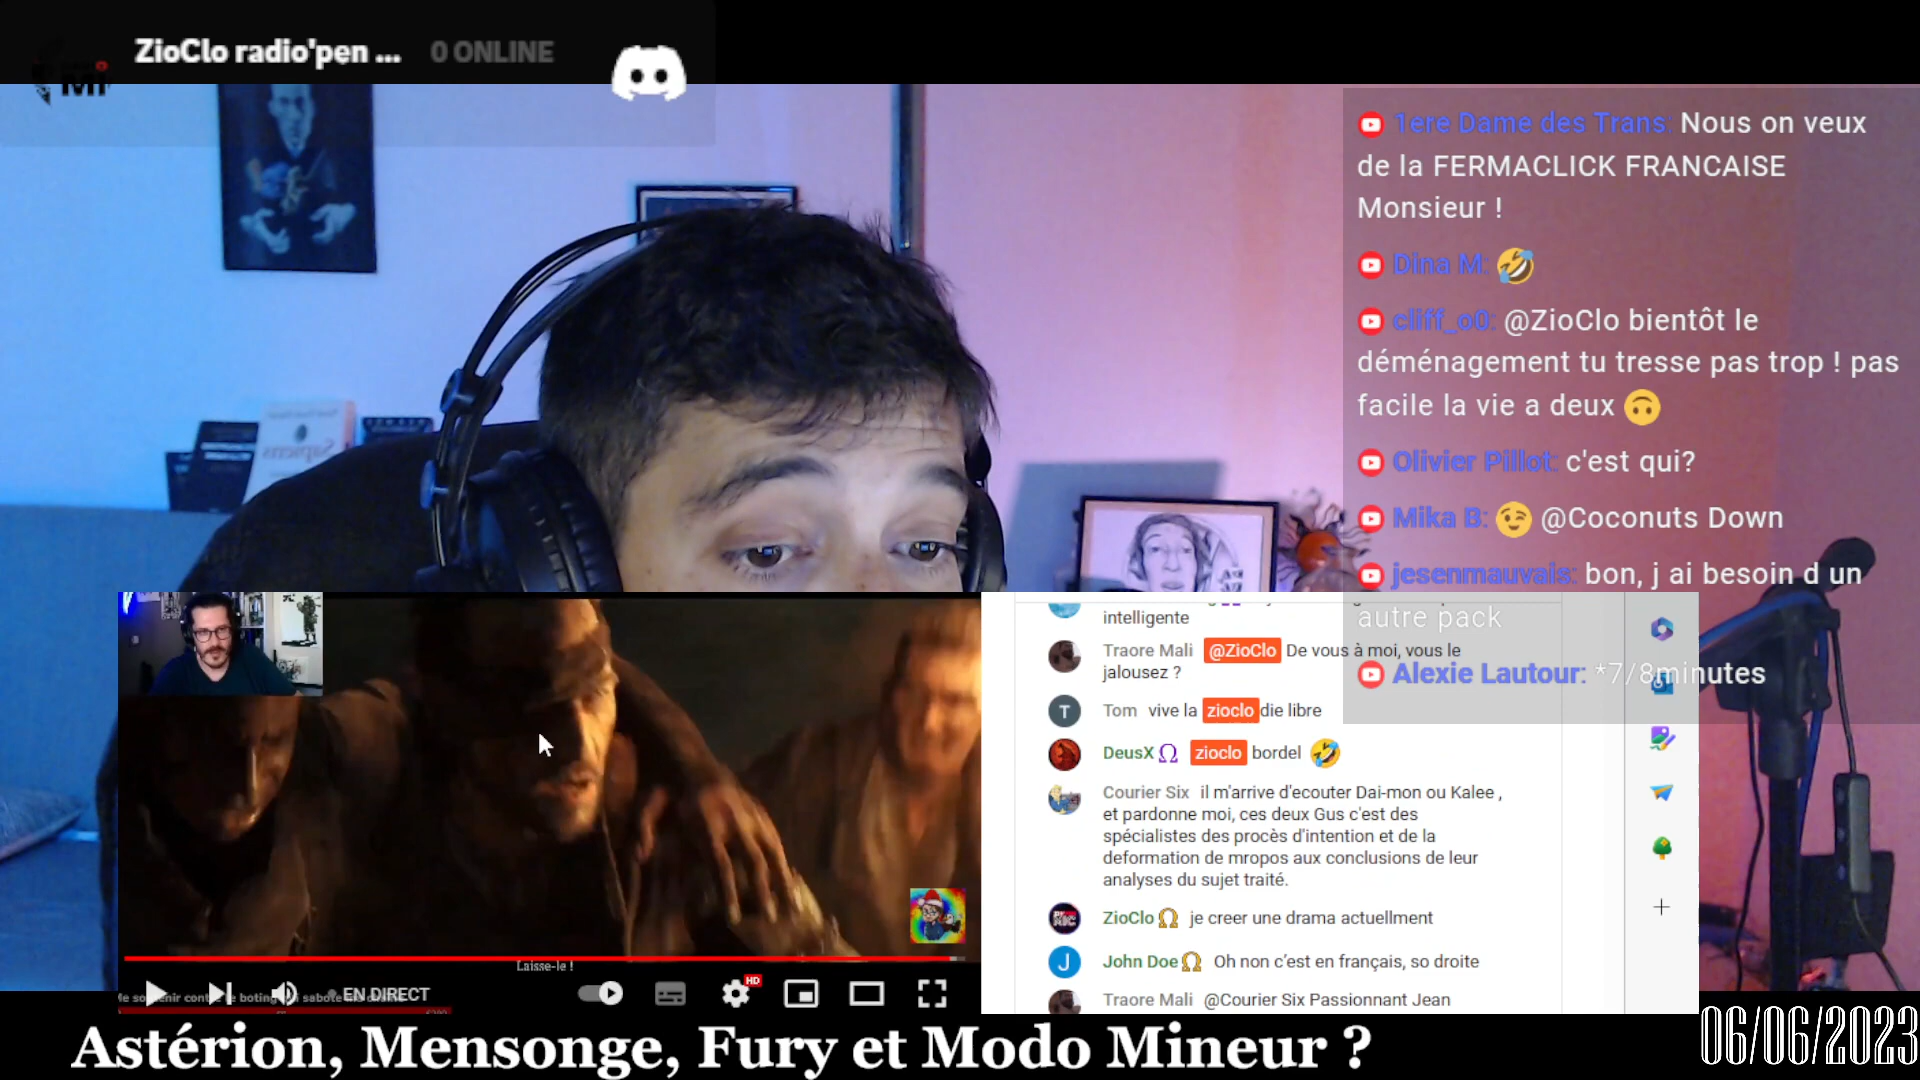 ZioClo radio'pen ...
0 ONLINE
Mi
1ere Dame des Trans: Nous on veux
de la FERMACLICK FRANCAISE
Monsieur !
Dina M: 🤣
cliff_o0: @ZioClo bientôt le
déménagement tu tresse pas trop ! pas
facile la vie a deux 🙃
Olivier Pillot: c'est qui?
Mika B: 😉 @Coconuts Down
jesenmauvais: bon, j ai besoin d un
autre pack
Alexie Lautour: *7/8minutes
Sapiens
intelligente
Traore Mali @ZioClo De vous à moi, vous le
jalousez ?
Tom vive la zioclo die libre
DeusX Ω zioclo bordel 🤣
Courier Six il m'arrive d'ecouter Dai-mon ou Kalee ,
et pardonne moi, ces deux Gus c'est des
spécialistes des procès d'intention et de la
deformation de mropos aux conclusions de leur
analyses du sujet traité.
ZioClo Ω je creer une drama actuellment
John Doe Ω Oh non c'est en français, so droite
Traore Mali @Courier Six Passionnant Jean
Laisse-le !
EN DIRECT
HD
Astérion, Mensonge, Fury et Modo Mineur ?
06/06/2023